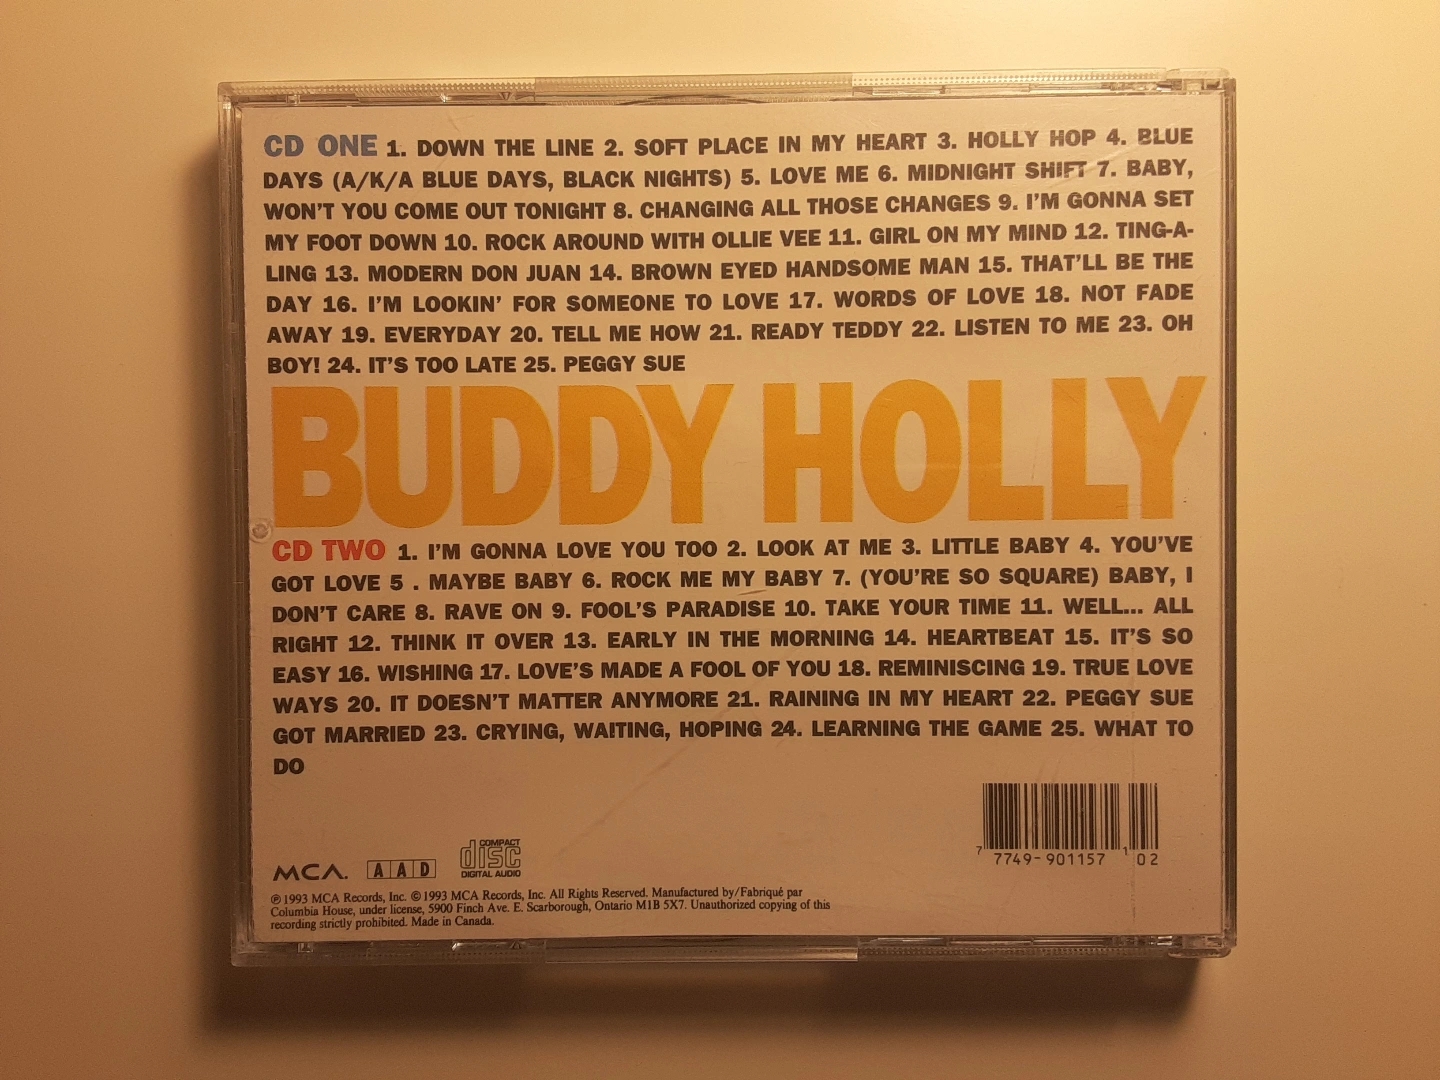 CD ONE 1. DOWN THE LINE 2. SOFT PLACE IN MY HEART 3. HOLLY HOP 4. BLUE
DAYS (A/K/A BLUE DAYS, BLACK NIGHTS) 5. LOVE ME 6. MIDNIGHT SHIFT 7. BABY,
WON'T YOU COME OUT TONIGHT 8. CHANGING ALL THOSE CHANGES 9. I'M GONNA SET
MY FOOT DOWN 10. ROCK AROUND WITH OLLIE VEE 11. GIRL ON MY MIND 12. TING-A-
LING 13. MODERN DON JUAN 14. BROWN EYED HANDSOME MAN 15. THAT'LL BE THE
DAY 16. I'M LOOKIN' FOR SOMEONE TO LOVE 17. WORDS OF LOVE 18. NOT FADE
AWAY 19. EVERYDAY 20. TELL ME HOW 21. READY TEDDY 22. LISTEN TO ME 23. OH
BOY! 24. IT'S TOO LATE 25. PEGGY SUE
BUDDY HOLLY
CD TWO 1. I'M GONNA LOVE YOU TOO 2. LOOK AT ME 3. LITTLE BABY 4. YOU'VE
GOT LOVE 5 . MAYBE BABY 6. ROCK ME MY BABY 7. (YOU'RE SO SQUARE) BABY, I
DON'T CARE 8. RAVE ON 9. FOOL'S PARADISE 10. TAKE YOUR TIME 11. WELL... ALL
RIGHT 12. THINK IT OVER 13. EARLY IN THE MORNING 14. HEARTBEAT 15. IT'S SO
EASY 16. WISHING 17. LOVE'S MADE A FOOL OF YOU 18. REMINISCING 19. TRUE LOVE
WAYS 20. IT DOESN'T MATTER ANYMORE 21. RAINING IN MY HEART 22. PEGGY SUE
GOT MARRIED 23. CRYING, WAITING, HOPING 24. LEARNING THE GAME 25. WHAT TO
DO
7 7749-901157 1 02
MCA. AAD COMPACT disc DIGITAL AUDIO
℗ 1993 MCA Records, Inc. © 1993 MCA Records, Inc. All Rights Reserved. Manufactured by/Fabriqué par
Columbia House, under license, 5900 Finch Ave. E. Scarborough, Ontario M1B 5X7. Unauthorized copying of this
recording strictly prohibited. Made in Canada.